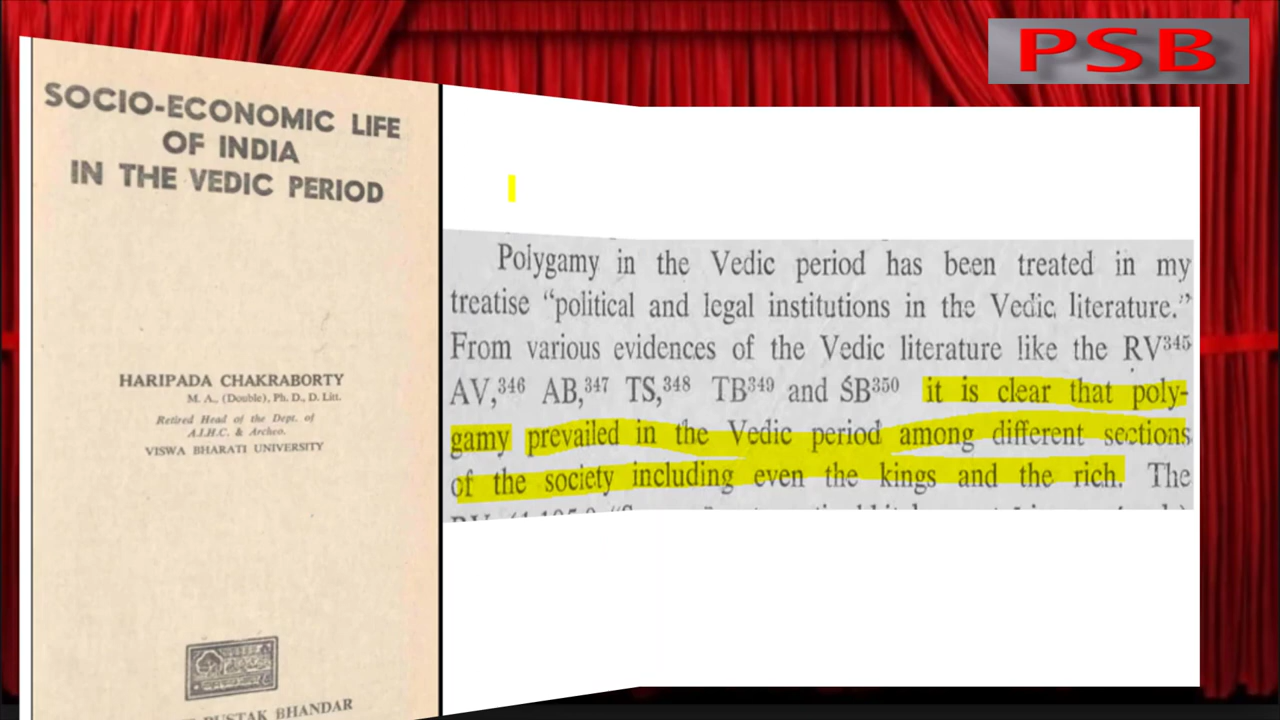 PSB
SOCIO-ECONOMIC LIFE
OF INDIA
IN THE VEDIC PERIOD
HARIPADA CHAKRABORTY
M. A., (Double), Ph. D., D. Litt.
Retired Head of the Dept. of
A.I.H.C. & Archeo.
VISWA BHARATI UNIVERSITY
PUSTAK BHANDAR
Polygamy in the Vedic period has been treated in my
treatise “political and legal institutions in the Vedic literature.”
From various evidences of the Vedic literature like the RV³⁴⁵
AV,³⁴⁶ AB,³⁴⁷ TS,³⁴⁸ TB³⁴⁹ and ŚB³⁵⁰ it is clear that poly-
gamy prevailed in the Vedic period among different sections
of the society including even the kings and the rich. The